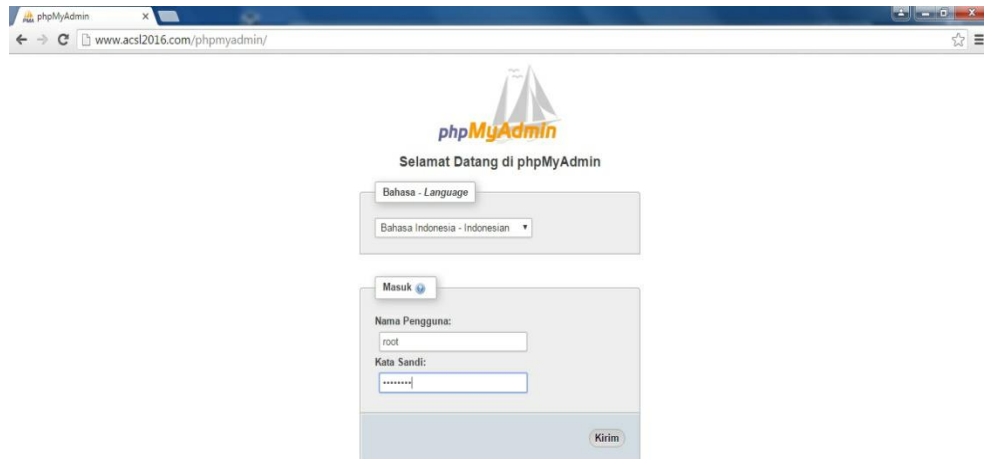 phpMyAdmin
www.acsl2016.com/phpmyadmin/
phpMyAdmin
Selamat Datang di phpMyAdmin
Bahasa - Language
Bahasa Indonesia - Indonesian
Masuk
Nama Pengguna:
root
Kata Sandi:
••••••••
Kirim